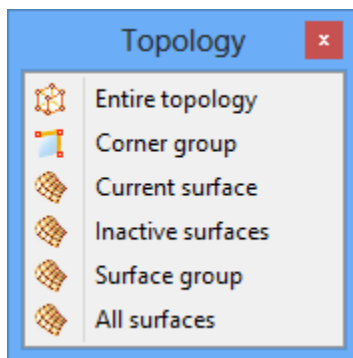 Topology
x
Entire topology
Corner group
Current surface
Inactive surfaces
Surface group
All surfaces